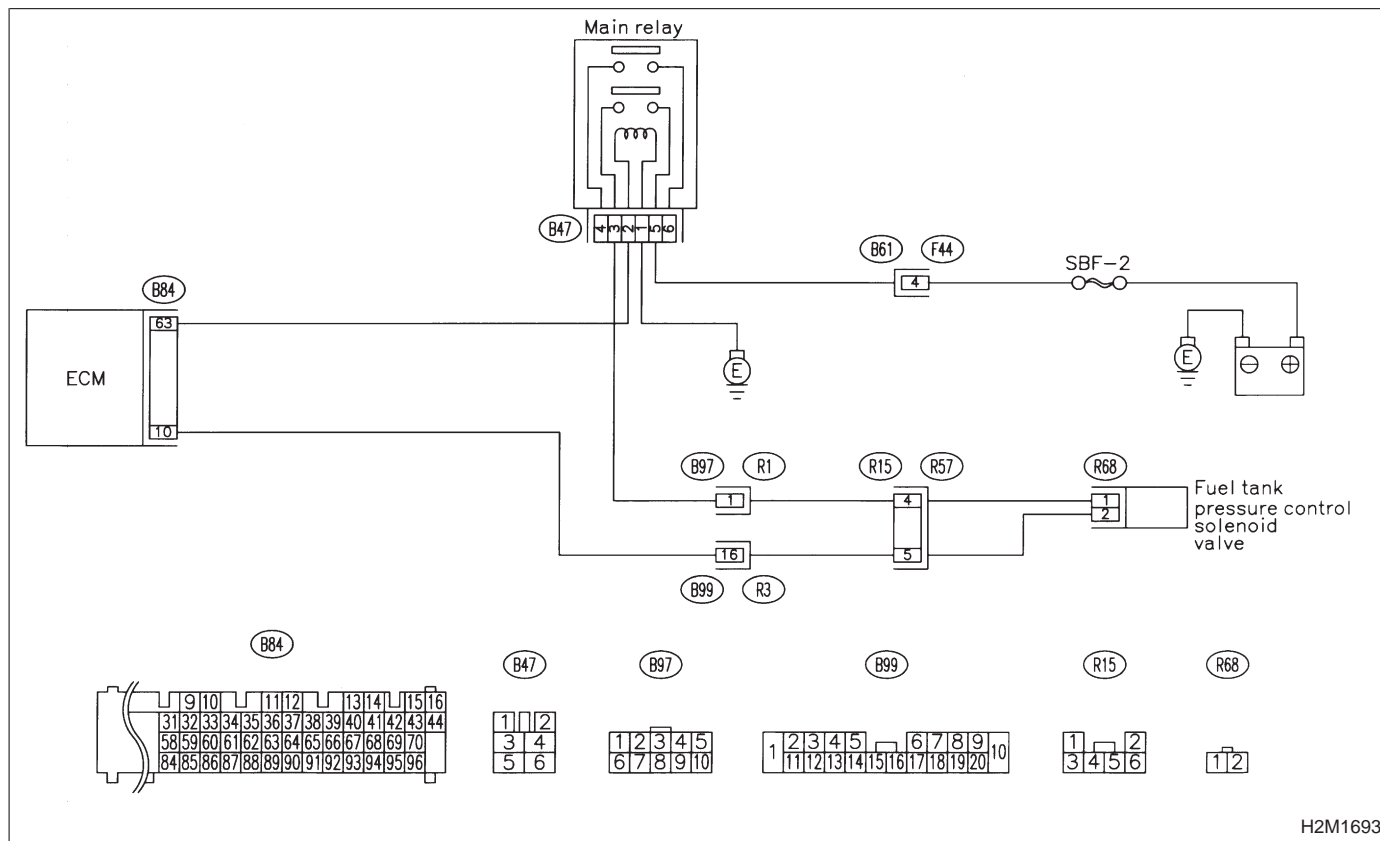 Main relay
B47
4 3 2 1 5 6
B61 F44
4
SBF-2
B84
63
ECM
10
E
E
B97 R1
1
R15 R57
4
5
R68
1
2
Fuel tank
pressure control
solenoid
valve
16
B99 R3
B84
9 10 11 12 13 14 15 16
31 32 33 34 35 36 37 38 39 40 41 42 43 44
58 59 60 61 62 63 64 65 66 67 68 69 70
84 85 86 87 88 89 90 91 92 93 94 95 96
B47
1 2
3 4
5 6
B97
1 2 3 4 5
6 7 8 9 10
B99
1 2 3 4 5 6 7 8 9 10
11 12 13 14 15 16 17 18 19 20
R15
1 2
3 4 5 6
R68
1 2
H2M1693